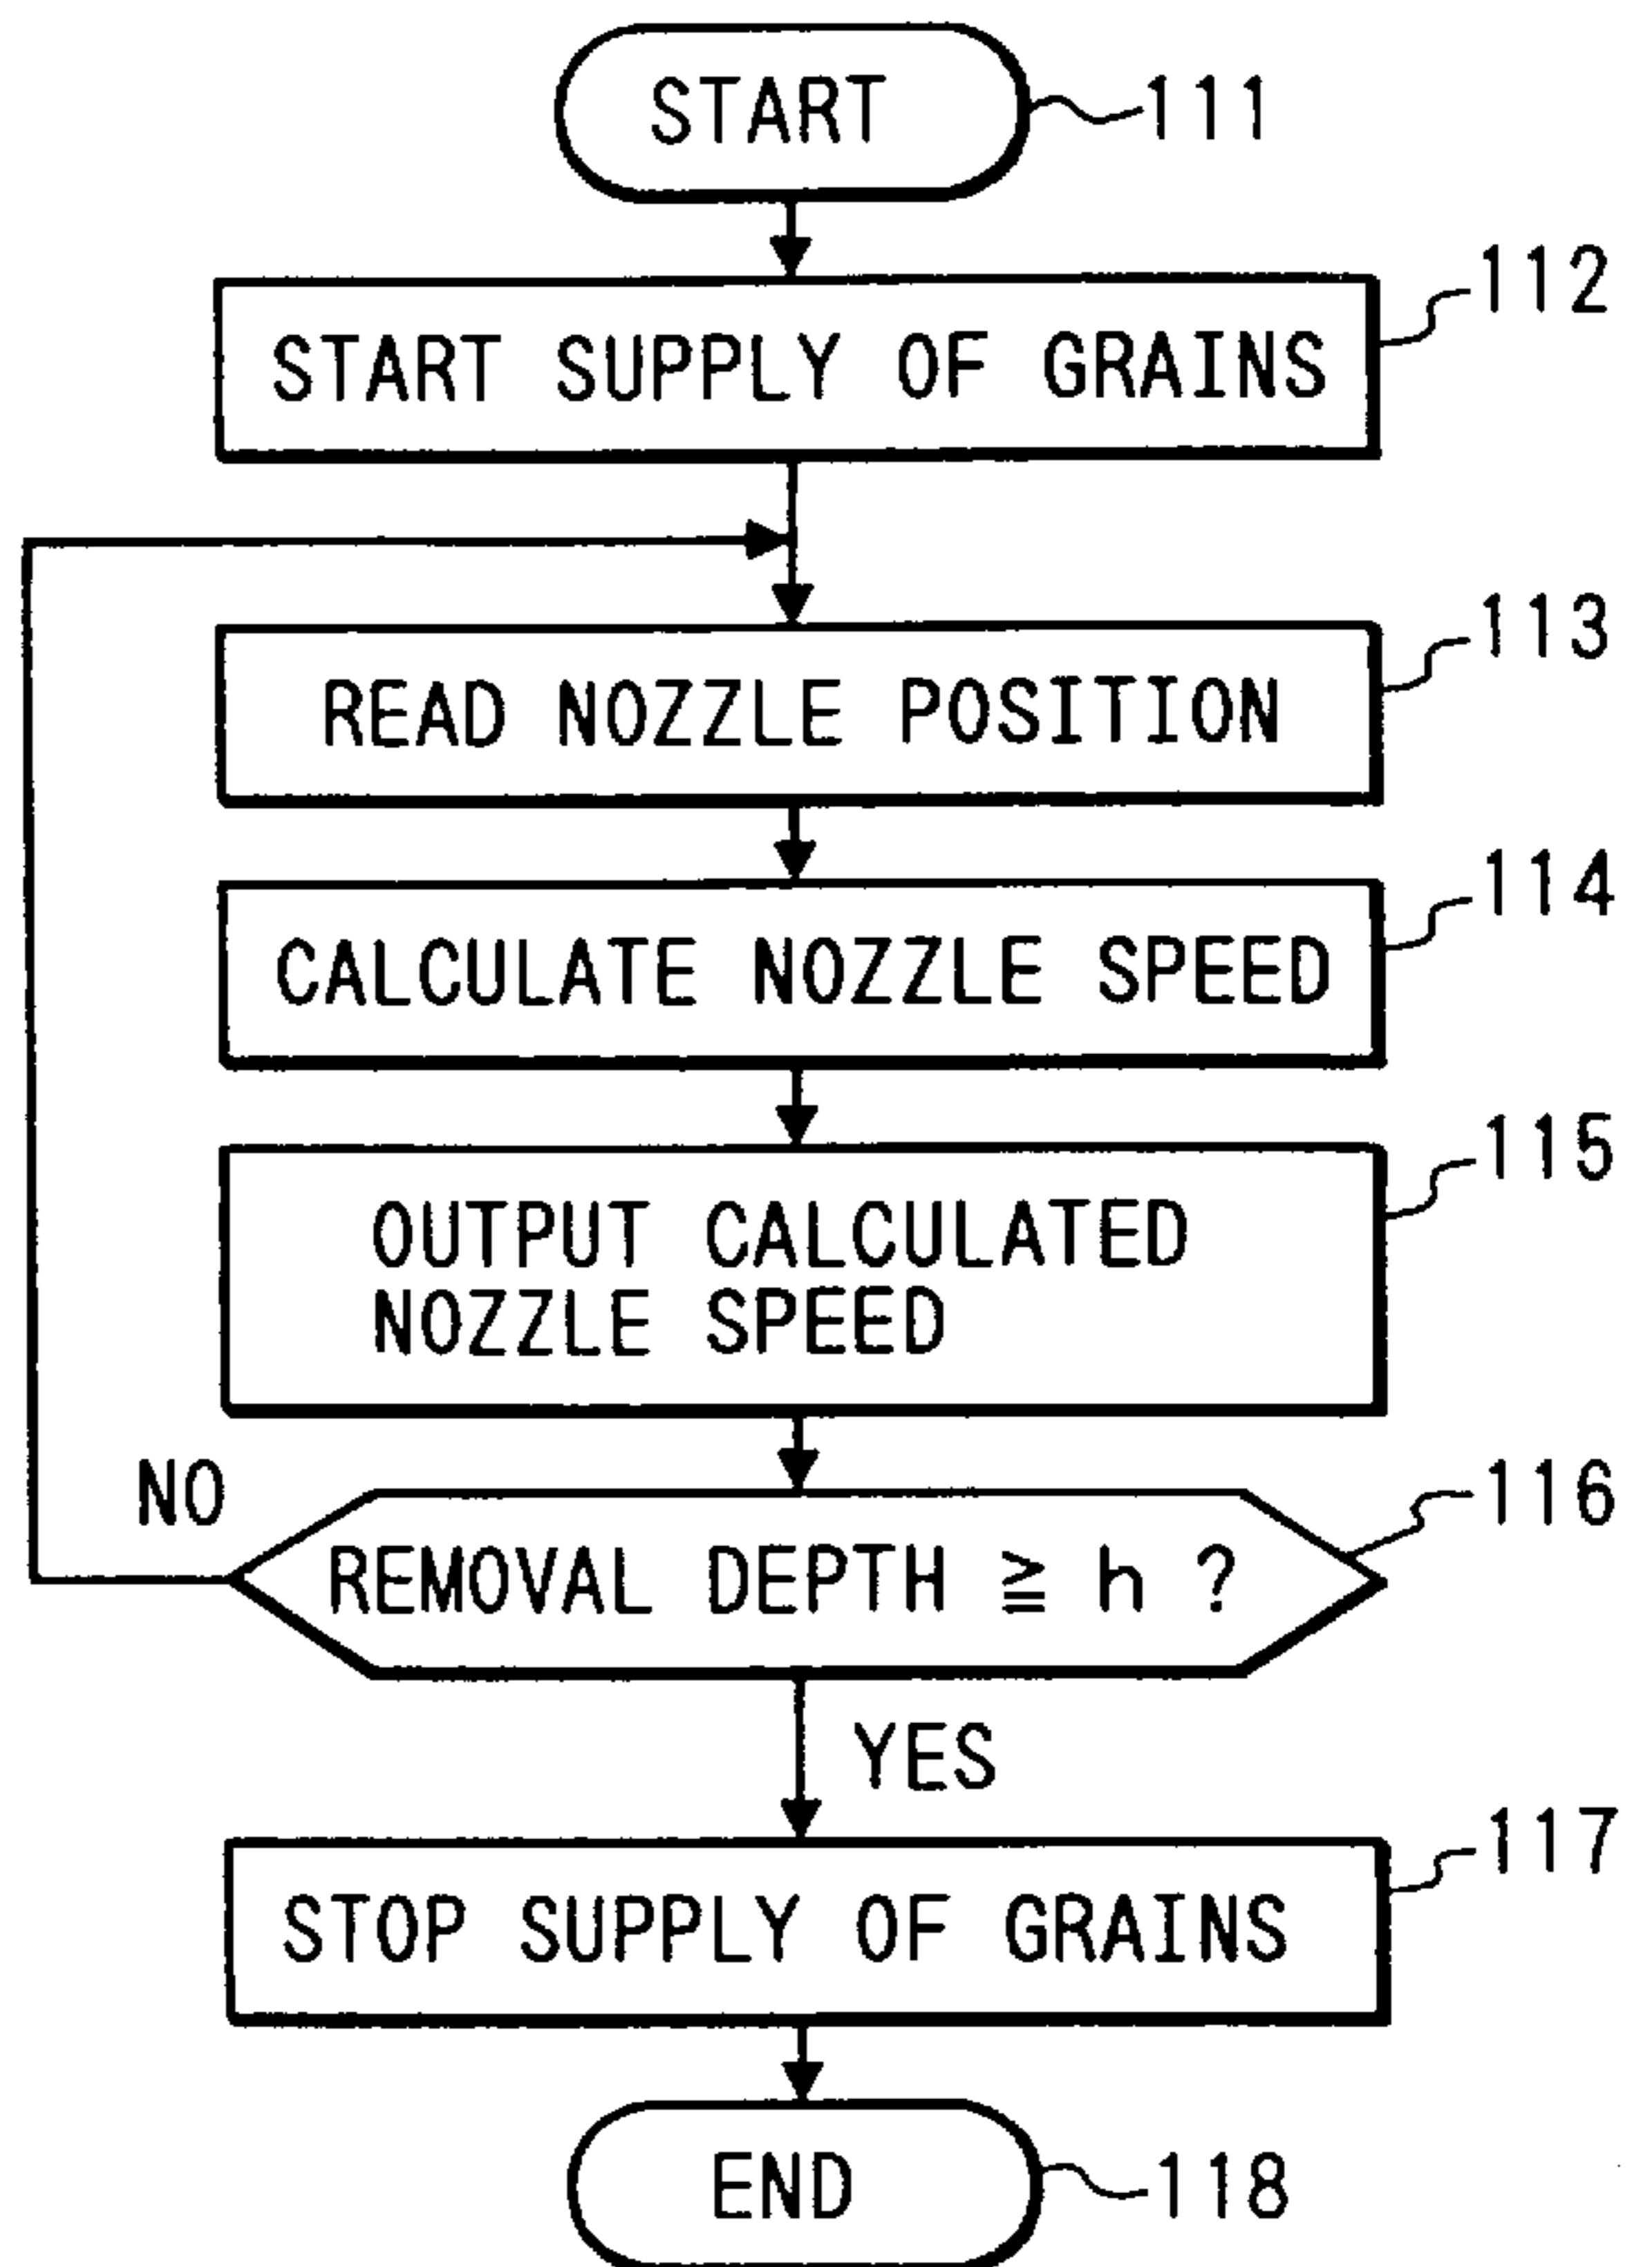 START 111
112
START SUPPLY OF GRAINS
113
READ NOZZLE POSITION
114
CALCULATE NOZZLE SPEED
115
OUTPUT CALCULATED
NOZZLE SPEED
NO
116
REMOVAL DEPTH ≧ h ?
YES
117
STOP SUPPLY OF GRAINS
END 118